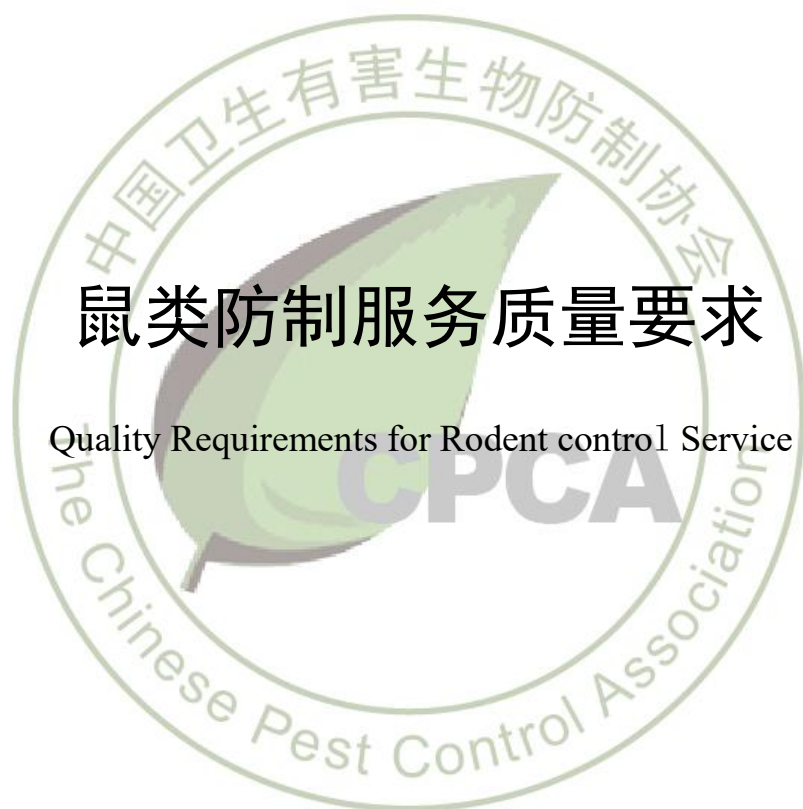 中国卫生有害生物防制协会
鼠类防制服务质量要求
Quality Requirements for Rodent control Service
CPCA
The Chinese Pest Control Association